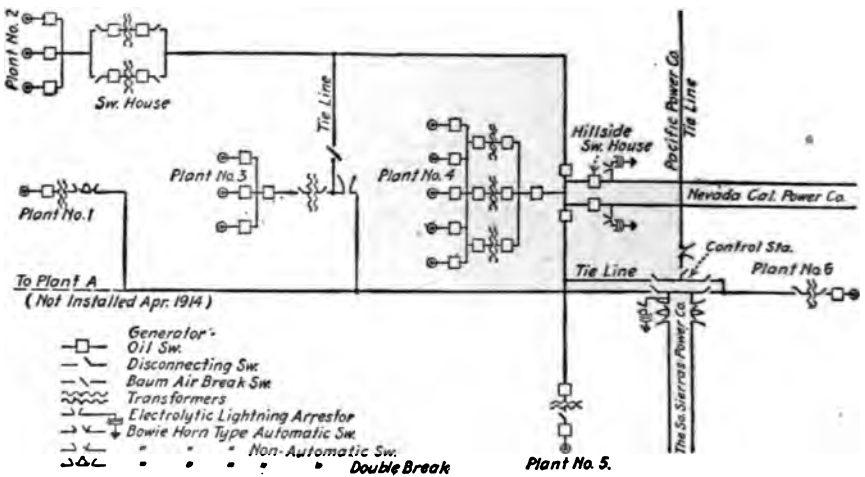 Plant No. 2
Sw. House
Tie Line
Plant No. 3
Plant No. 1
Plant No. 4
Hillside
Sw. House
Pacific Power Co.
Tie Line
Nevada Cal. Power Co.
Control Sta.
Tie Line
Plant No. 6
To Plant A
(Not Installed Apr. 1914)
The So. Sierras Power Co.
Generator
Oil Sw.
Disconnecting Sw.
Baum Air Break Sw.
Transformers
Electrolytic Lightning Arrestor
Bowie Horn Type Automatic Sw.
" " " Non-Automatic Sw.
" " " " " Double Break
Plant No. 5.